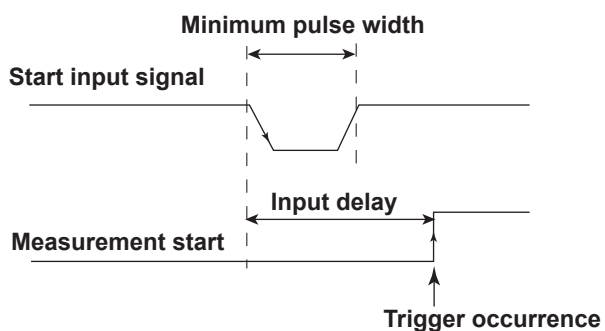 Minimum pulse width
Start input signal
Input delay
Measurement start
Trigger occurrence